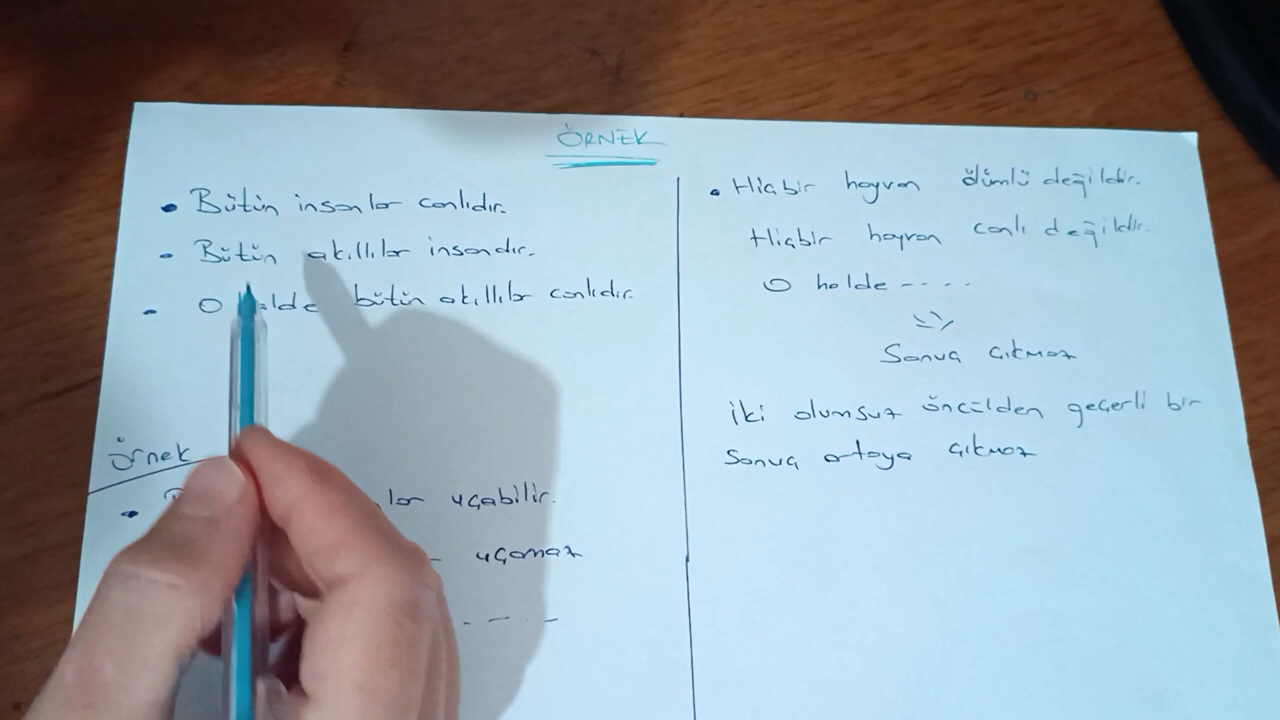 ÖRNEK
• Bütün insanlar canlıdır.
• Bütün akıllılar insandır.
• O halde bütün akıllılar canlıdır.
Örnek
lar uçabilir.
uçamaz
- - - -
• Hiçbir hayvan ölümlü değildir.
Hiçbir hayvan canlı değildir.
O halde - - - -
Sonuç çıkmaz
İki olumsuz öncülden geçerli bir
Sonuç ortaya çıkmaz